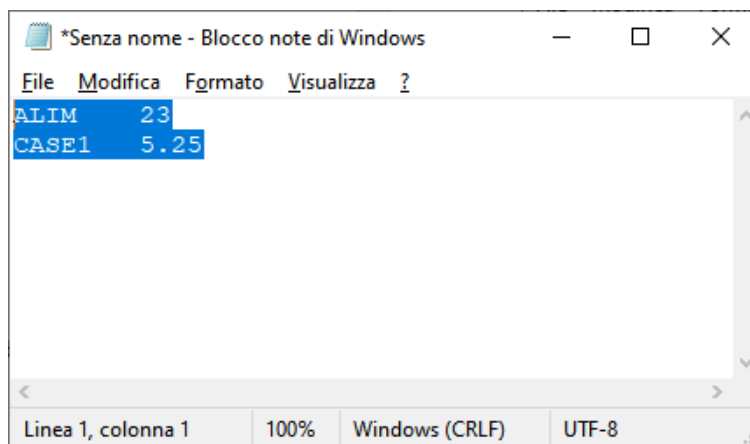 *Senza nome - Blocco note di Windows
File Modifica Formato Visualizza ?
ALIM 23
CASE1 5.25
Linea 1, colonna 1 100% Windows (CRLF) UTF-8